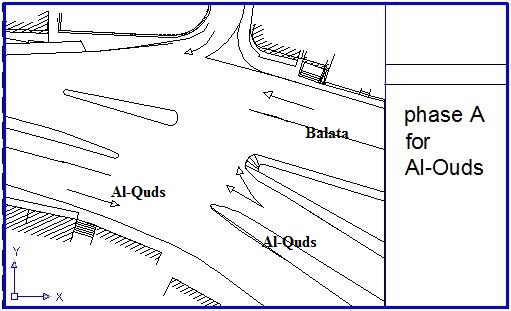 Balata
Al-Quds
Al-Quds
Y
X
phase A
for
Al-Ouds